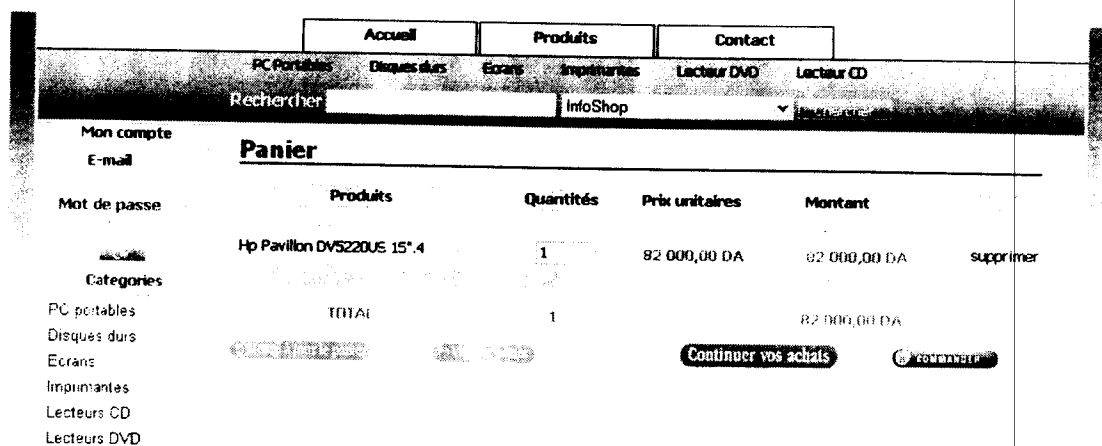 Accueil Produits Contact
PC Portables Disques durs Ecrans Imprimantes Lecteur DVD Lecteur CD
Rechercher InfoShop Rechercher
Mon compte
E-mail
Panier
Mot de passe
Produits Quantités Prix unitaires Montant
Hp Pavilion DV5220US 15".4 1 82 000,00 DA 82 000,00 DA supprimer
Categories
PC portables
TOTAL 1 82 000,00 DA
Disques durs
Ecrans
Continuer vos achats COMMANDER
Imprimantes
Lecteurs CD
Lecteurs DVD